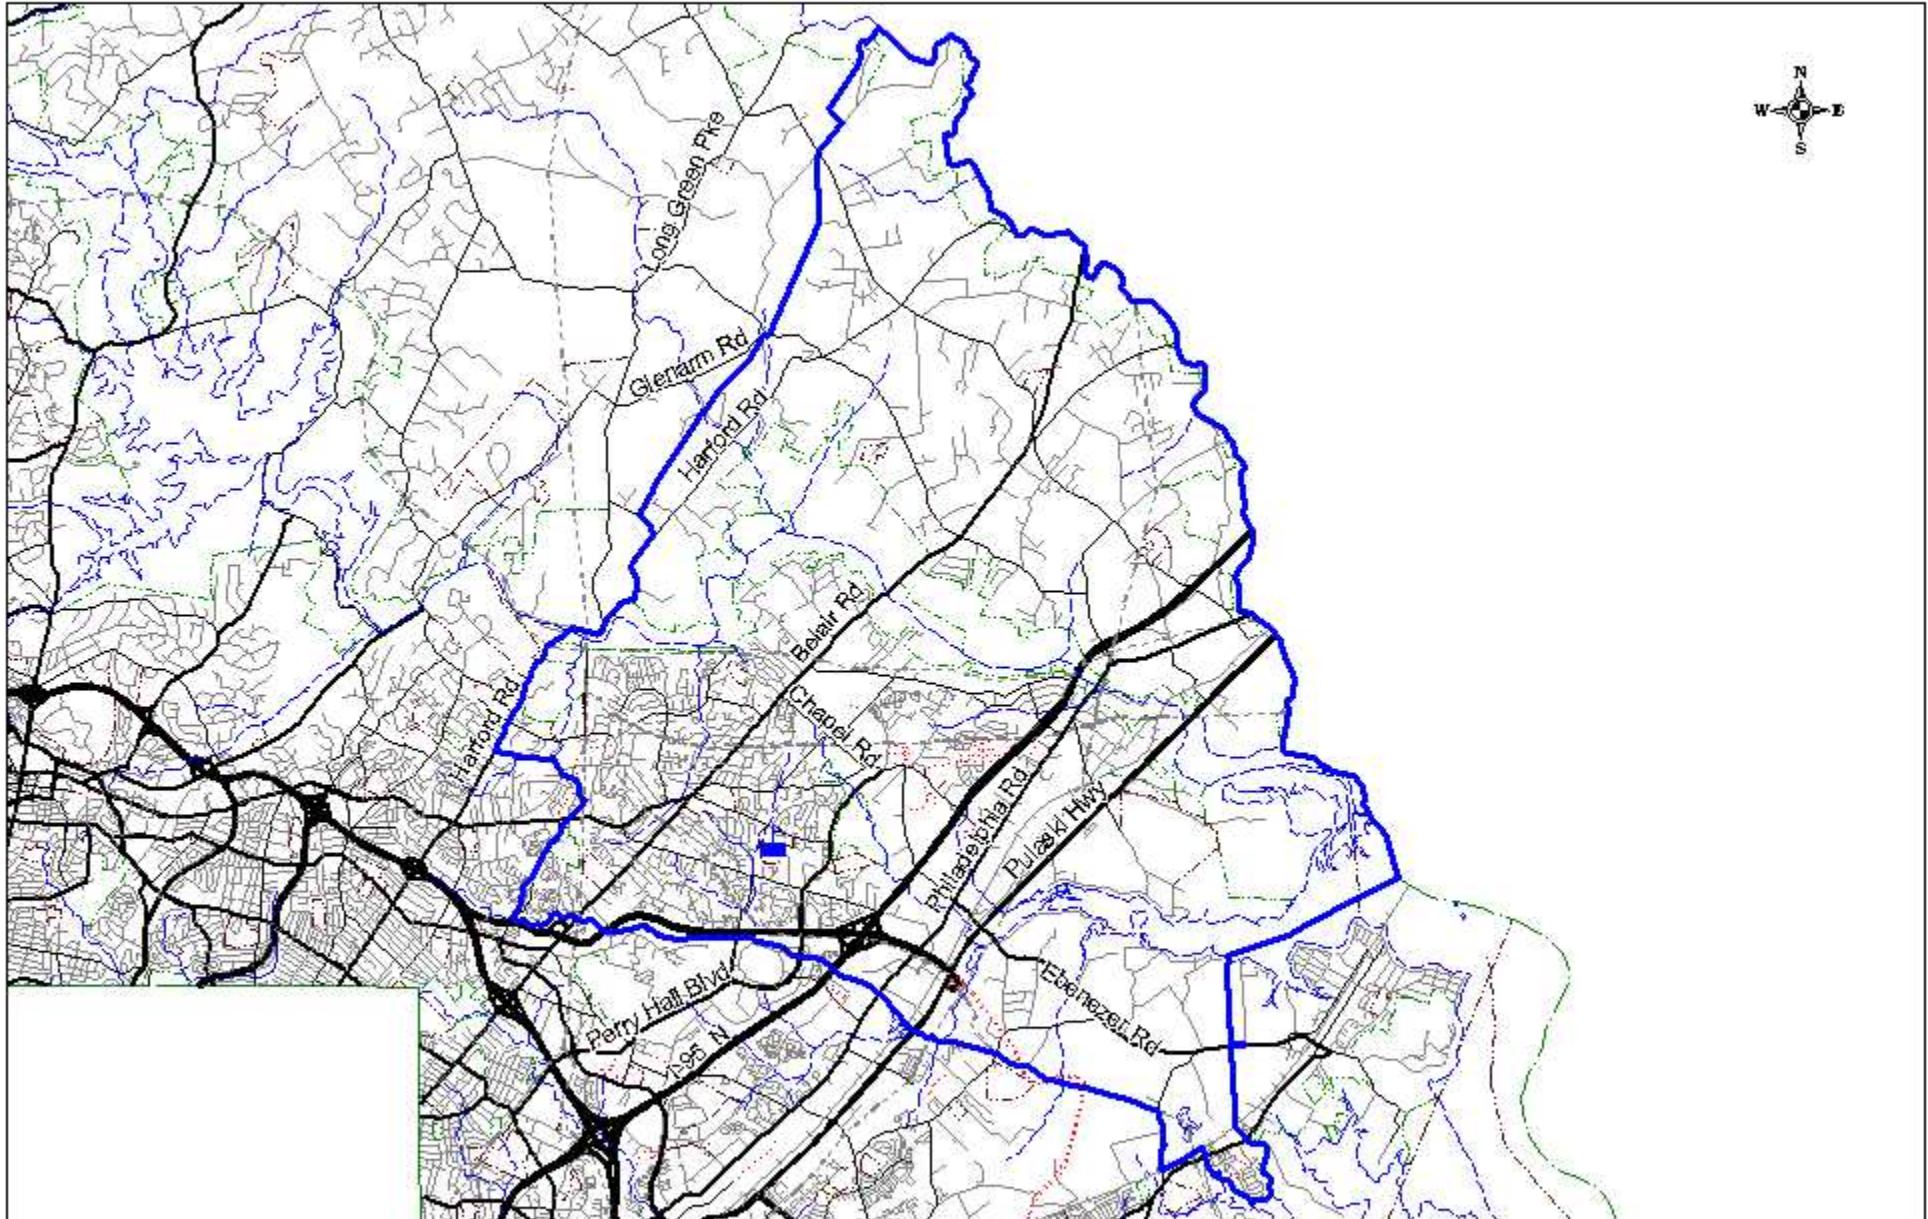 N
W E
S
Long Green Pke
Glenarm Rd
Harford Rd
Belair Rd
Harford Rd
Chapel Rd
Philadelphia Rd
Pulaski Hwy
Ebenezer Rd
Perry Hall Blvd
I-95 N